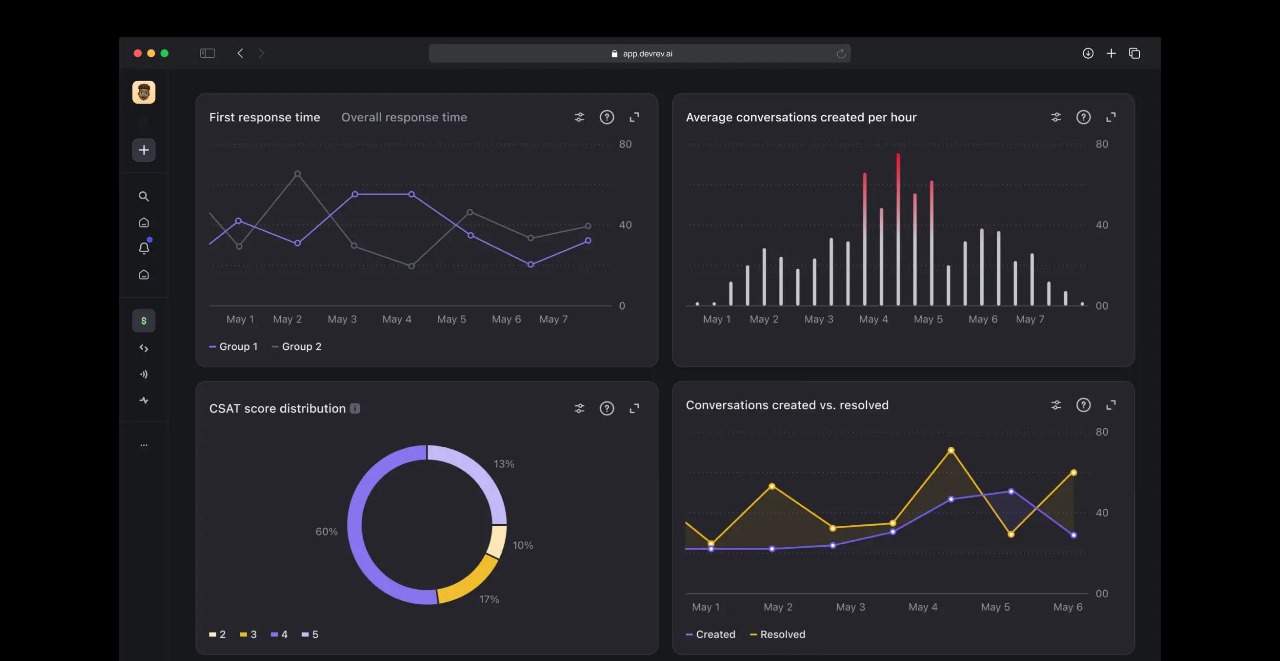 app.devrev.ai
First response time Overall response time
80
40
0
May 1 May 2 May 3 May 4 May 5 May 6 May 7
Group 1 Group 2
Average conversations created per hour
80
40
00
May 1 May 2 May 3 May 4 May 5 May 6 May 7
CSAT score distribution
13%
60%
10%
17%
2 3 4 5
Conversations created vs. resolved
80
40
00
May 1 May 2 May 3 May 4 May 5 May 6
Created Resolved